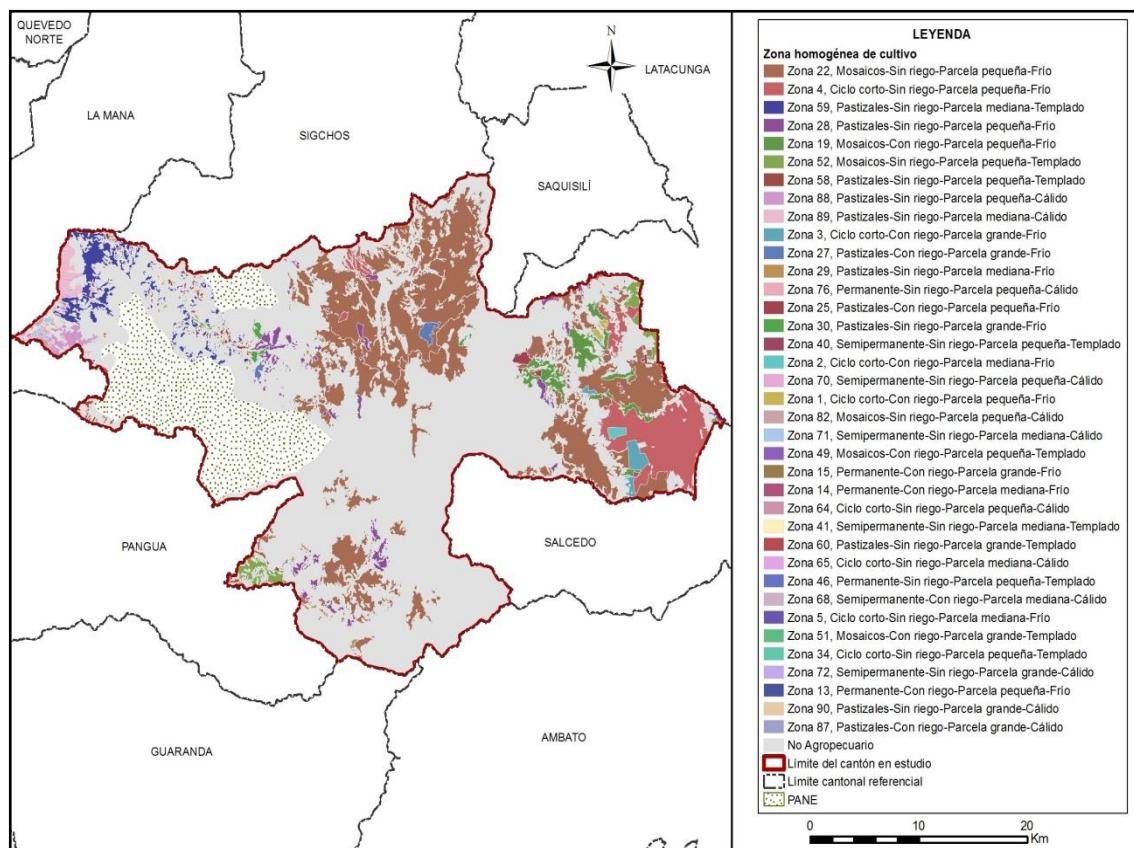 QUEVEDO
NORTE
N
LATACUNGA
LA MANA
SIGCHOS
SAQUISILÍ
PANGUA
SALCEDO
GUARANDA
AMBATO
LEYENDA
Zona homogénea de cultivo
Zona 22, Mosaicos-Sin riego-Parcela pequeña-Frío
Zona 4, Ciclo corto-Sin riego-Parcela pequeña-Frío
Zona 59, Pastizales-Sin riego-Parcela mediana-Templado
Zona 28, Pastizales-Sin riego-Parcela pequeña-Frío
Zona 19, Mosaicos-Con riego-Parcela pequeña-Frío
Zona 52, Mosaicos-Sin riego-Parcela pequeña-Templado
Zona 58, Pastizales-Sin riego-Parcela pequeña-Templado
Zona 88, Pastizales-Sin riego-Parcela pequeña-Cálido
Zona 89, Pastizales-Sin riego-Parcela mediana-Cálido
Zona 3, Ciclo corto-Con riego-Parcela grande-Frío
Zona 27, Pastizales-Con riego-Parcela grande-Frío
Zona 29, Pastizales-Sin riego-Parcela mediana-Frío
Zona 76, Permanente-Sin riego-Parcela pequeña-Cálido
Zona 25, Pastizales-Con riego-Parcela pequeña-Frío
Zona 30, Pastizales-Sin riego-Parcela grande-Frío
Zona 40, Semipermanente-Sin riego-Parcela pequeña-Templado
Zona 2, Ciclo corto-Con riego-Parcela mediana-Frío
Zona 70, Semipermanente-Sin riego-Parcela pequeña-Cálido
Zona 1, Ciclo corto-Con riego-Parcela pequeña-Frío
Zona 82, Mosaicos-Sin riego-Parcela pequeña-Cálido
Zona 71, Semipermanente-Sin riego-Parcela mediana-Cálido
Zona 49, Mosaicos-Con riego-Parcela pequeña-Templado
Zona 15, Permanente-Con riego-Parcela grande-Frío
Zona 14, Permanente-Con riego-Parcela mediana-Frío
Zona 64, Ciclo corto-Sin riego-Parcela pequeña-Cálido
Zona 41, Semipermanente-Sin riego-Parcela mediana-Templado
Zona 60, Pastizales-Sin riego-Parcela grande-Templado
Zona 65, Ciclo corto-Sin riego-Parcela mediana-Cálido
Zona 46, Permanente-Sin riego-Parcela pequeña-Templado
Zona 68, Semipermanente-Con riego-Parcela mediana-Cálido
Zona 5, Ciclo corto-Sin riego-Parcela mediana-Frío
Zona 51, Mosaicos-Con riego-Parcela grande-Templado
Zona 34, Ciclo corto-Sin riego-Parcela pequeña-Templado
Zona 72, Semipermanente-Sin riego-Parcela grande-Cálido
Zona 13, Permanente-Con riego-Parcela pequeña-Frío
Zona 90, Pastizales-Sin riego-Parcela grande-Cálido
Zona 87, Pastizales-Con riego-Parcela grande-Cálido
No Agropecuario
Límite del cantón en estudio
Límite cantonal referencial
PANE
0 10 20
Km